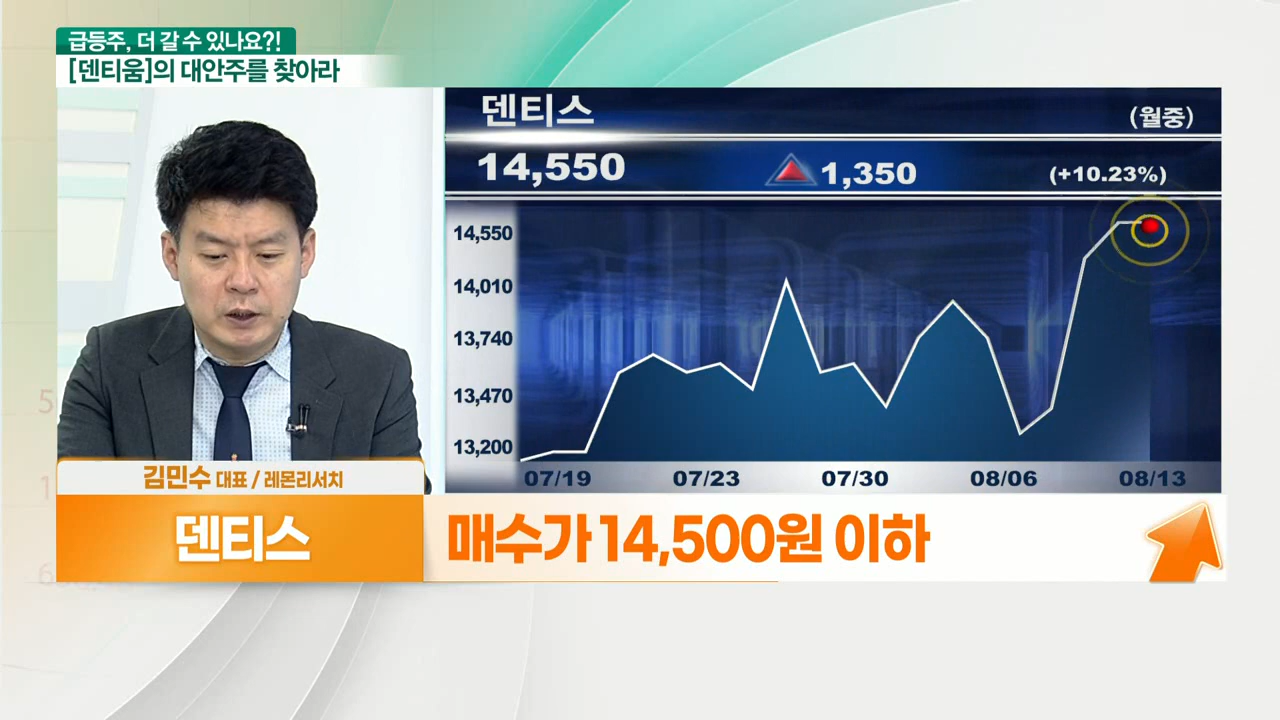 급등주, 더 갈 수 있나요?!
[덴티움]의 대안주를 찾아라
덴티스
(월중)
14,550
1,350
(+10.23%)
14,550
14,010
13,740
13,470
13,200
07/19
07/23
07/30
08/06
08/13
김민수 대표 / 레몬리서치
덴티스
매수가 14,500원 이하